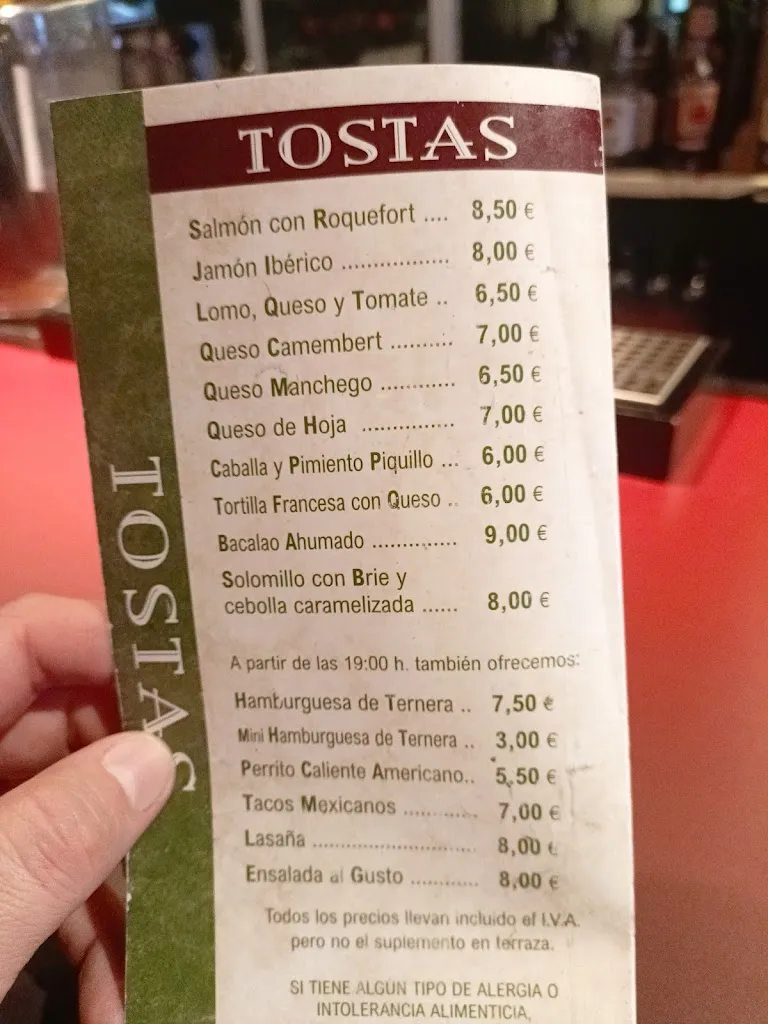 TOSTAS
Salmón con Roquefort .... 8,50 €
Jamón Ibérico ................. 8,00 €
Lomo, Queso y Tomate .. 6,50 €
Queso Camembert .......... 7,00 €
Queso Manchego ............ 6,50 €
Queso de Hoja ............... 7,00 €
Caballa y Pimiento Piquillo ... 6,00 €
Tortilla Francesa con Queso .. 6,00 €
Bacalao Ahumado .............. 9,00 €
Solomillo con Brie y
cebolla caramelizada ...... 8,00 €
A partir de las 19:00 h. también ofrecemos:
Hamburguesa de Ternera .. 7,50 €
Mini Hamburguesa de Ternera .. 3,00 €
Perrito Caliente Americano.. 5,50 €
Tacos Mexicanos ............ 7,00 €
Lasaña .......................... 8,00 €
Ensalada al Gusto ........... 8,00 €
Todos los precios llevan incluido el I.V.A.
pero no el suplemento en terraza.
SI TIENE ALGÚN TIPO DE ALERGIA O
INTOLERANCIA ALIMENTICIA,
TOSTAS